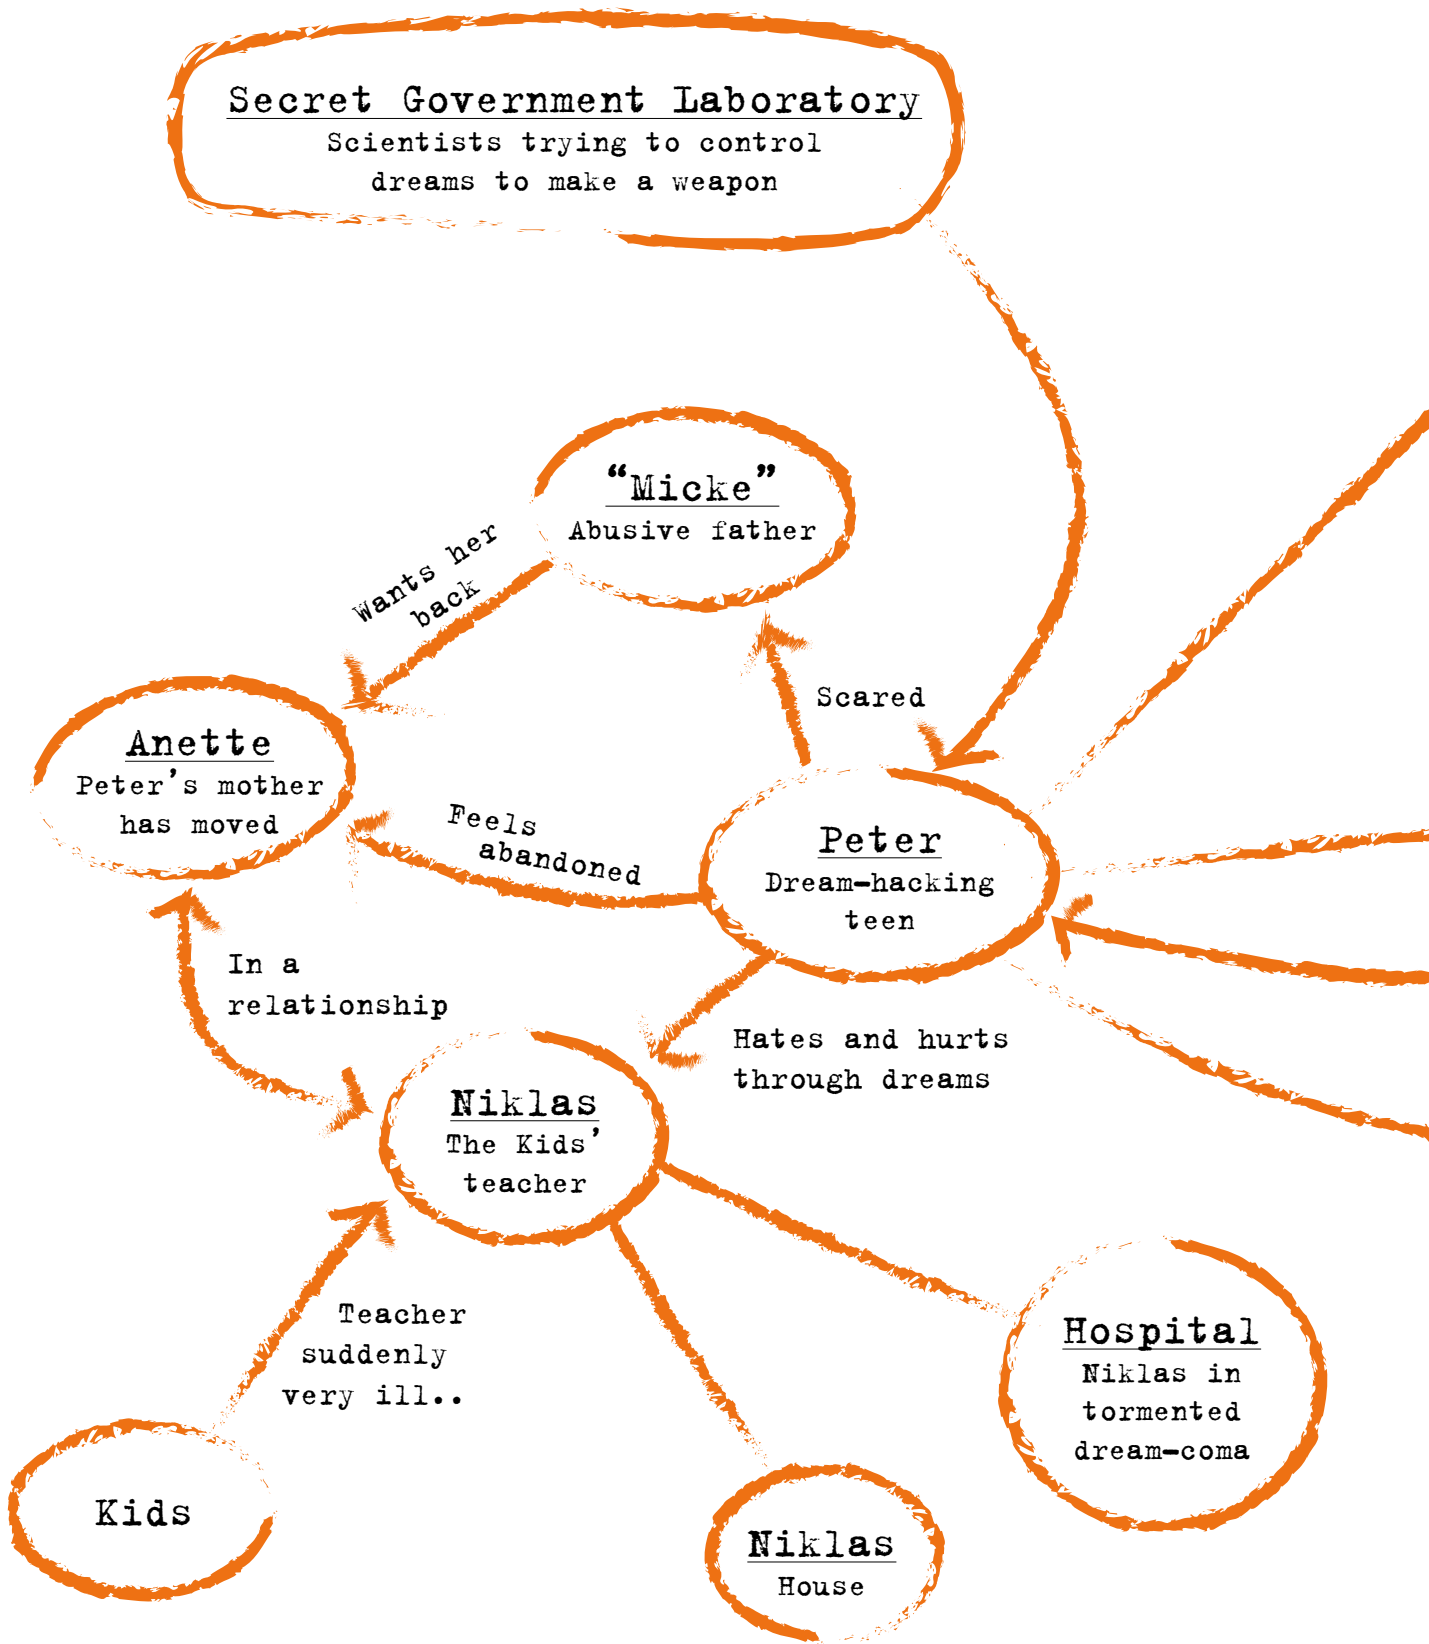 Secret Government Laboratory
Scientists trying to control
dreams to make a weapon
“Micke”
Abusive father
Wants her
back
Scared
Anette
Peter’s mother
has moved
Feels
abandoned
Peter
Dream-hacking
teen
In a
relationship
Hates and hurts
through dreams
Niklas
The Kids’
teacher
Teacher
suddenly
very ill..
Hospital
Niklas in
tormented
dream-coma
Kids
Niklas
House